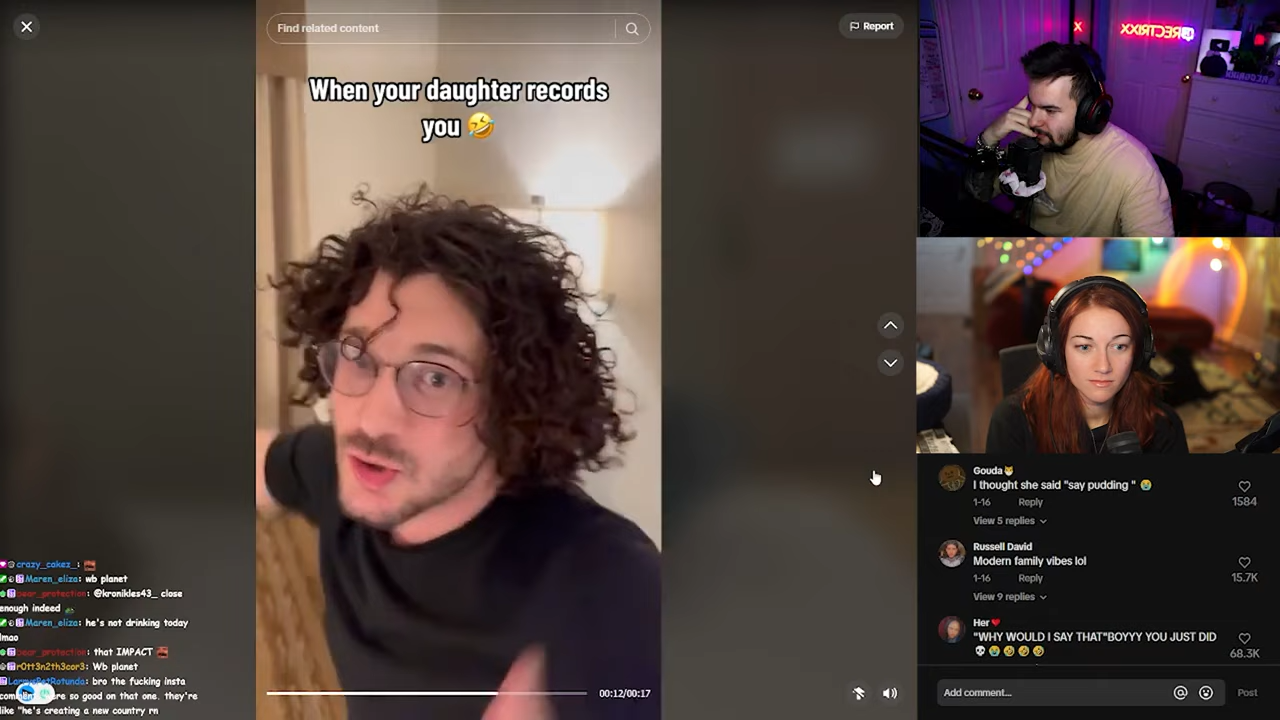 Find related content
Report
When your daughter records
you 🤣
00:12/00:17
crazy_cakez_:
Maren_eliza: wb planet
bear_protection: @kronikles43_ close
enough indeed
Maren_eliza: he's not drinking today
lmao
bear_protection: that IMPACT
r0tt3n2th3cor3: Wb planet
bro the fucking insta
so good on that one. they're
like "he's creating a new country rn
RECTRIXX
Gouda😼
I thought she said "say pudding " 😭
1-16 Reply
1584
View 5 replies
Russell David
Modern family vibes lol
1-16 Reply
15.7K
View 9 replies
Her❤️
"WHY WOULD I SAY THAT"BOYYY YOU JUST DID
💀😭🤣🤣🤣
68.3K
Add comment...
Post